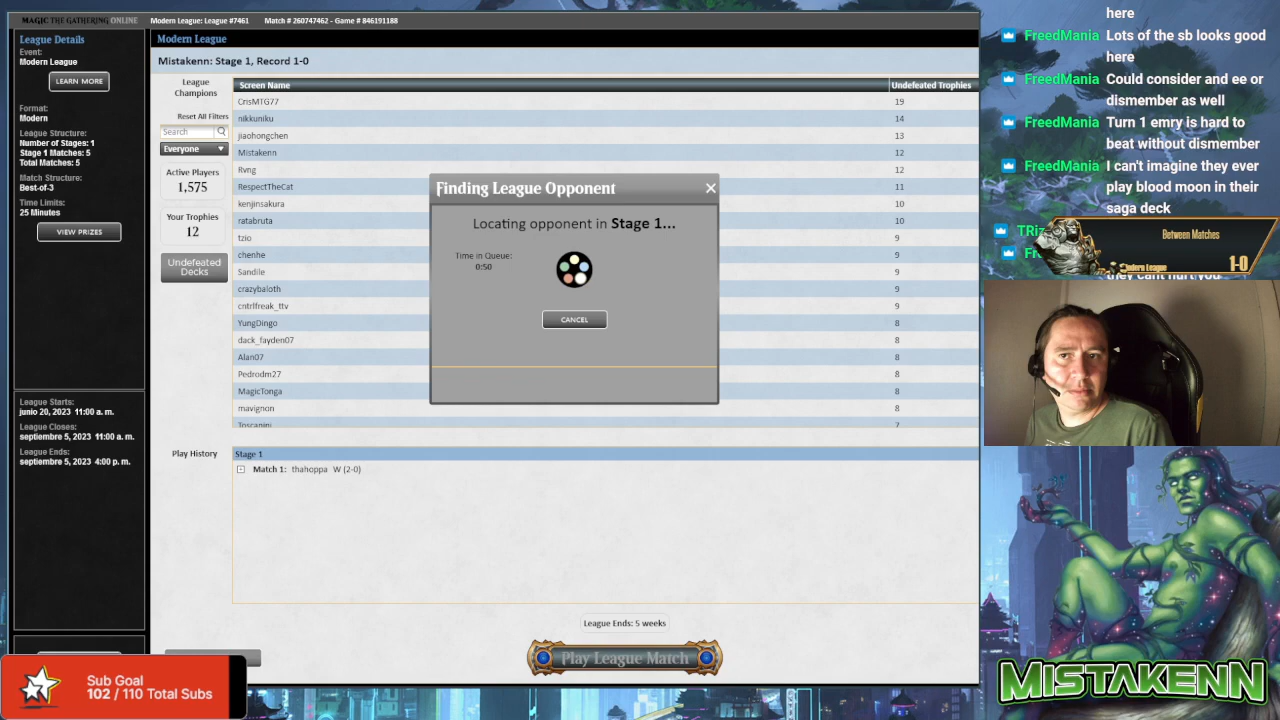 MAGIC THE GATHERING ONLINE
Modern League: League #7461
Match # 260747462 - Game # 846191188
League Details
Event:
Modern League
LEARN MORE
Format:
Modern
League Structure:
Number of Stages: 1
Stage 1 Matches: 5
Total Matches: 5
Match Structure:
Best-of-3
Time Limits:
25 Minutes
VIEW PRIZES
League Starts:
junio 20, 2023 11:00 a. m.
League Closes:
septiembre 5, 2023 11:00 a. m.
League Ends:
septiembre 5, 2023 4:00 p. m.
Modern League
Mistakenn: Stage 1, Record 1-0
League
Champions
Reset All Filters
Search
Everyone
Active Players
1,575
Your Trophies
12
Undefeated
Decks
Screen Name
Undefeated Trophies
CrisMTG77 19
nikkuniku 14
jiaohongchen 13
Mistakenn 12
Rvng 12
RespectTheCat 11
kenjinsakura 10
ratabruta 10
tzio 9
chenhe 9
Sandile 9
crazybaloth 9
cntrlfreak_ttv 9
YungDingo 8
dack_fayden07 8
Alan07 8
Pedrodm27 8
MagicTonga 8
mavignon 8
Toscanini 7
Finding League Opponent
Locating opponent in Stage 1...
Time in Queue:
0:50
CANCEL
Play History
Stage 1
Match 1: thahoppa W (2-0)
League Ends: 5 weeks
Play League Match
Sub Goal
102 / 110 Total Subs
here
FreedMania Lots of the sb looks good
here
FreedMania Could consider and ee or
dismember as well
FreedMania Turn 1 emry is hard to
beat without dismember
FreedMania I can't imagine they ever
play blood moon in their
saga deck
they cant hurt you
Between Matches
Modern League
1-0
MISTAKENN